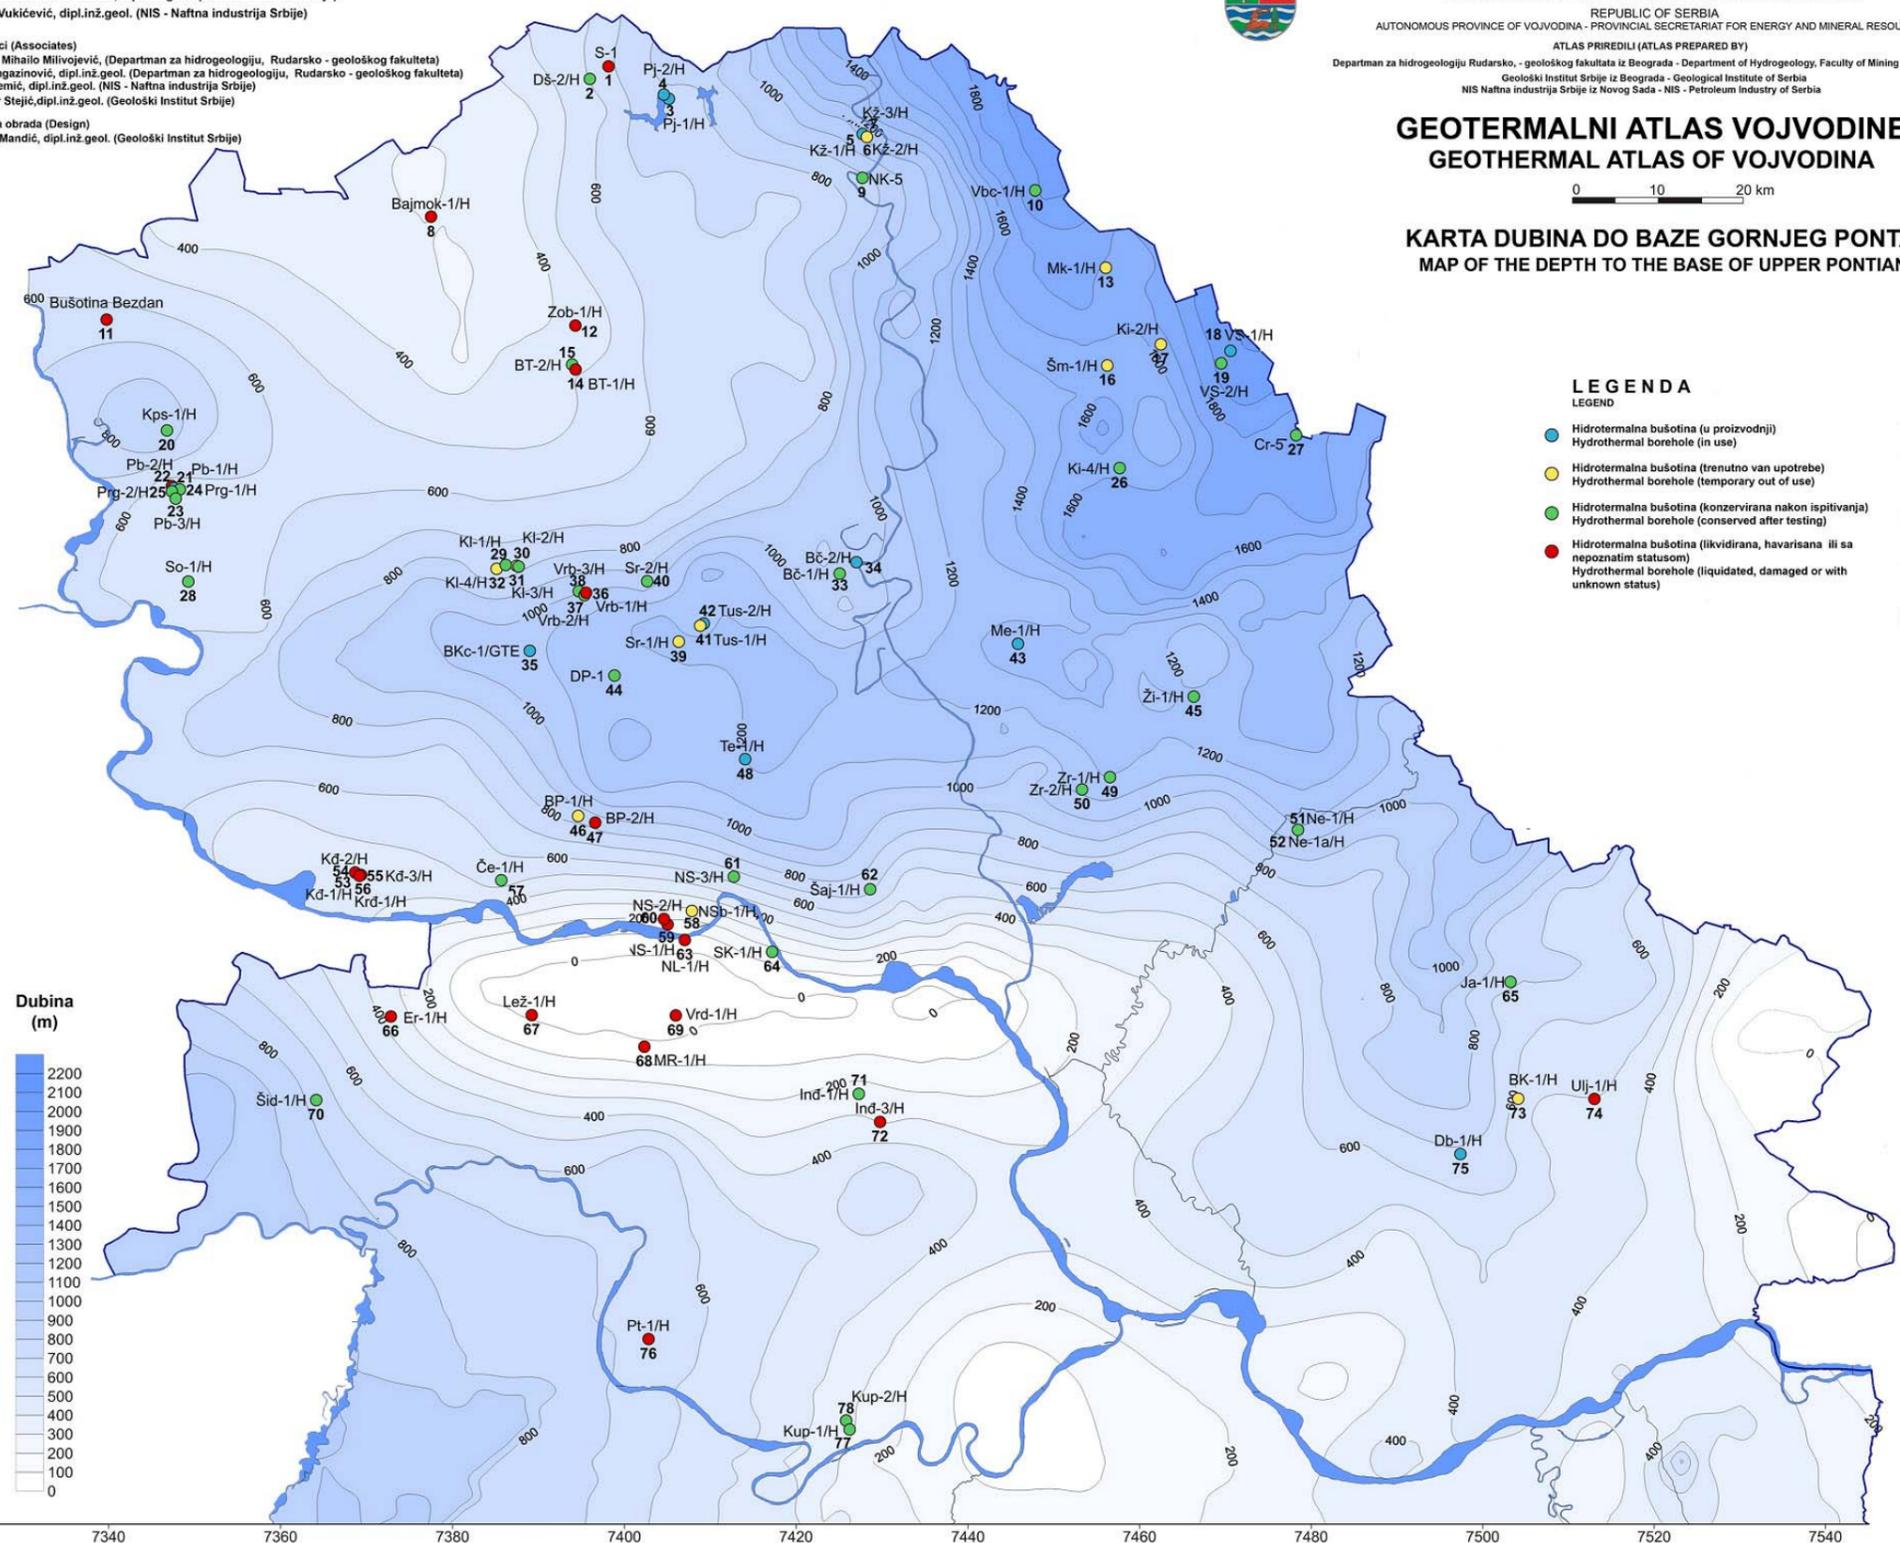 Vukićević, dipl.inž.geol. (NIS - Naftna industrija Srbije)
ci (Associates)
Mihailo Milivojević, (Departman za hidrogeologiju, Rudarsko - geološkog fakulteta)
ngazinović, dipl.inž.geol. (Departman za hidrogeologiju, Rudarsko - geološkog fakulteta)
emić, dipl.inž.geol. (NIS - Naftna industrija Srbije)
Stejić,dipl.inž.geol. (Geološki Institut Srbije)
a obrada (Design)
Mandić, dipl.inž.geol. (Geološki Institut Srbije)
REPUBLIC OF SERBIA
AUTONOMOUS PROVINCE OF VOJVODINA - PROVINCIAL SECRETARIAT FOR ENERGY AND MINERAL RESOU
ATLAS PRIREDILI (ATLAS PREPARED BY)
Departman za hidrogeologiju Rudarsko, - geološkog fakultata iz Beograda - Department of Hydrogeology, Faculty of Mining
Geološki Institut Srbije iz Beograda - Geological Institute of Serbia
NIS Naftna industrija Srbije iz Novog Sada - NIS - Petroleum Industry of Serbia
GEOTERMALNI ATLAS VOJVODINE
GEOTHERMAL ATLAS OF VOJVODINA
0 10 20 km
KARTA DUBINA DO BAZE GORNJEG PONTA
MAP OF THE DEPTH TO THE BASE OF UPPER PONTIAN
LEGENDA
LEGEND
Hidrotermalna bušotina (u proizvodnji)
Hydrothermal borehole (in use)
Hidrotermalna bušotina (trenutno van upotrebe)
Hydrothermal borehole (temporary out of use)
Hidrotermalna bušotina (konzervirana nakon ispitivanja)
Hydrothermal borehole (conserved after testing)
Hidrotermalna bušotina (likvidirana, havarisana ili sa
nepoznatim statusom)
Hydrothermal borehole (liquidated, damaged or with
unknown status)
S-1
1
Dš-2/H
2
Pj-2/H
4
3
Pj-1/H
Kž-3/H
5
Kž-1/H
6 Kž-2/H
NK-5
9
Vbc-1/H
10
Bajmok-1/H
8
Bušotina Bezdan
11
Zob-1/H
12
15
BT-2/H
14 BT-1/H
Mk-1/H
13
Ki-2/H
17
Šm-1/H
16
18 VS-1/H
19
VS-2/H
Cr-5
27
Kps-1/H
20
Pb-2/H
22 21
Pb-1/H
Prg-2/H 25
24 Prg-1/H
23
Pb-3/H
So-1/H
28
Ki-4/H
26
Kl-1/H
Kl-2/H
29 30
Kl-4/H 32 31
Kl-3/H
Vrb-3/H
38
36
37
Vrb-1/H
Vrb-2/H
Sr-2/H
40
Bč-2/H
34
Bč-1/H
33
42 Tus-2/H
41 Tus-1/H
Sr-1/H
39
BKc-1/GTE
35
DP-1
44
Me-1/H
43
Ži-1/H
45
Te-1/H
48
Zr-1/H
49
Zr-2/H
50
BP-1/H
46
BP-2/H
47
51 Ne-1/H
52 Ne-1a/H
Kđ-2/H
54
53
55 Kđ-3/H
56
Kđ-1/H
Krđ-1/H
Če-1/H
57
61
NS-3/H
62
Šaj-1/H
NS-2/H
60
58
NSb-1/H
59
NS-1/H
63
NL-1/H
SK-1/H
64
Er-1/H
66
Lež-1/H
67
Vrd-1/H
69
68 MR-1/H
Ja-1/H
65
Šid-1/H
70
71
Inđ-1/H
Inđ-3/H
72
BK-1/H
73
Ulj-1/H
74
Db-1/H
75
Pt-1/H
76
Kup-2/H
78
Kup-1/H
77
Dubina
(m)
2200
2100
2000
1900
1800
1700
1600
1500
1400
1300
1200
1100
1000
900
800
700
600
500
400
300
200
100
0
7340 7360 7380 7400 7420 7440 7460 7480 7500 7520 7540